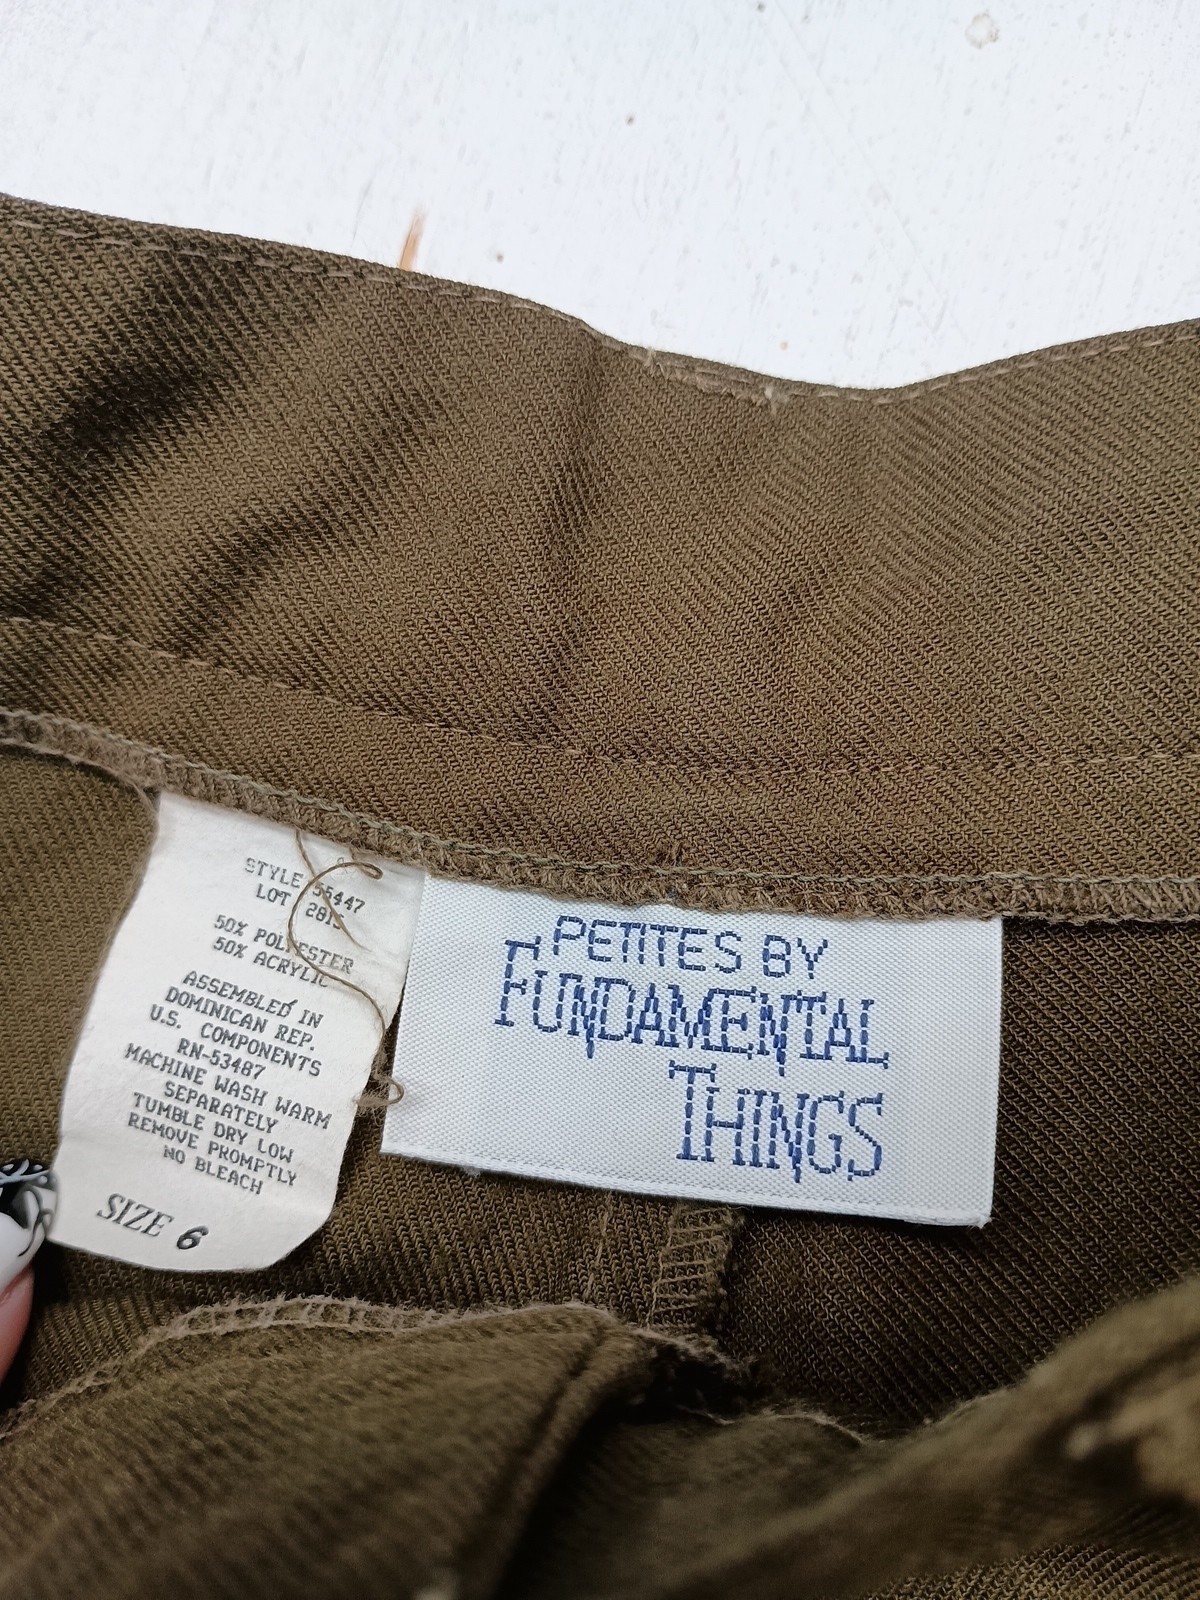 STYLE 55447
LOT
50% POLYESTER
50% ACRYLIC
ASSEMBLED IN
DOMINICAN REP.
U.S. COMPONENTS
RN-53487
MACHINE WASH WARM
SEPARATELY
TUMBLE DRY LOW
REMOVE PROMPTLY
NO BLEACH
SIZE 6
PETITES BY
FUNDAMENTAL
THINGS